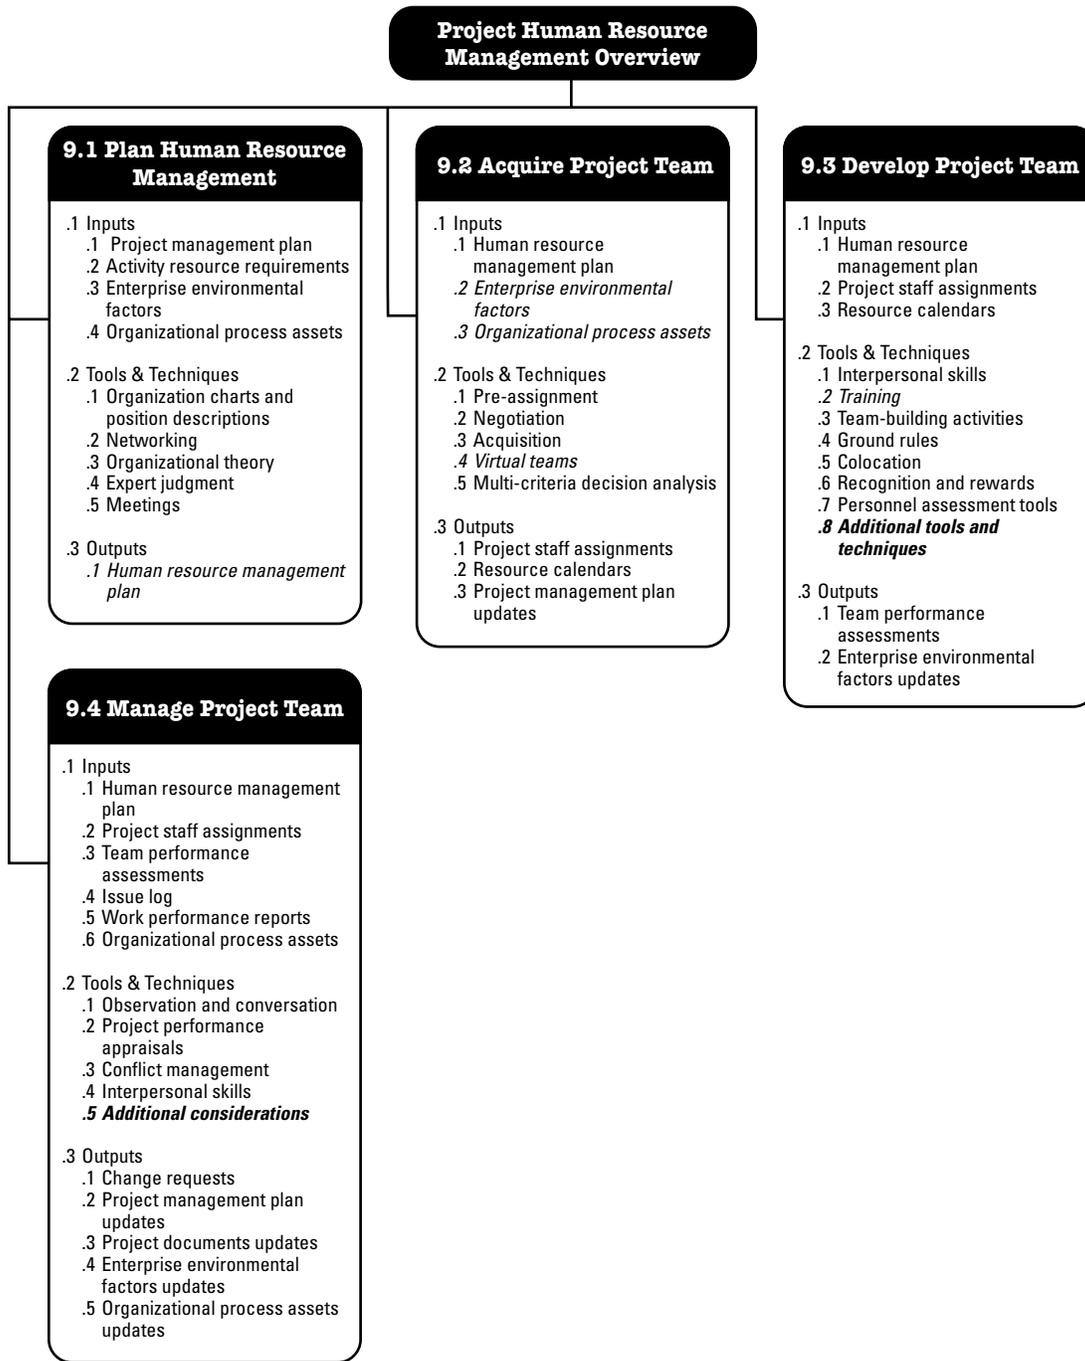 Project Human Resource
Management Overview
9.1 Plan Human Resource
Management
.1 Inputs
.1 Project management plan
.2 Activity resource requirements
.3 Enterprise environmental
factors
.4 Organizational process assets
.2 Tools & Techniques
.1 Organization charts and
position descriptions
.2 Networking
.3 Organizational theory
.4 Expert judgment
.5 Meetings
.3 Outputs
.1 Human resource management
plan
9.2 Acquire Project Team
.1 Inputs
.1 Human resource
management plan
.2 Enterprise environmental
factors
.3 Organizational process assets
.2 Tools & Techniques
.1 Pre-assignment
.2 Negotiation
.3 Acquisition
.4 Virtual teams
.5 Multi-criteria decision analysis
.3 Outputs
.1 Project staff assignments
.2 Resource calendars
.3 Project management plan
updates
9.3 Develop Project Team
.1 Inputs
.1 Human resource
management plan
.2 Project staff assignments
.3 Resource calendars
.2 Tools & Techniques
.1 Interpersonal skills
.2 Training
.3 Team-building activities
.4 Ground rules
.5 Colocation
.6 Recognition and rewards
.7 Personnel assessment tools
.8 Additional tools and
techniques
.3 Outputs
.1 Team performance
assessments
.2 Enterprise environmental
factors updates
9.4 Manage Project Team
.1 Inputs
.1 Human resource management
plan
.2 Project staff assignments
.3 Team performance
assessments
.4 Issue log
.5 Work performance reports
.6 Organizational process assets
.2 Tools & Techniques
.1 Observation and conversation
.2 Project performance
appraisals
.3 Conflict management
.4 Interpersonal skills
.5 Additional considerations
.3 Outputs
.1 Change requests
.2 Project management plan
updates
.3 Project documents updates
.4 Enterprise environmental
factors updates
.5 Organizational process assets
updates